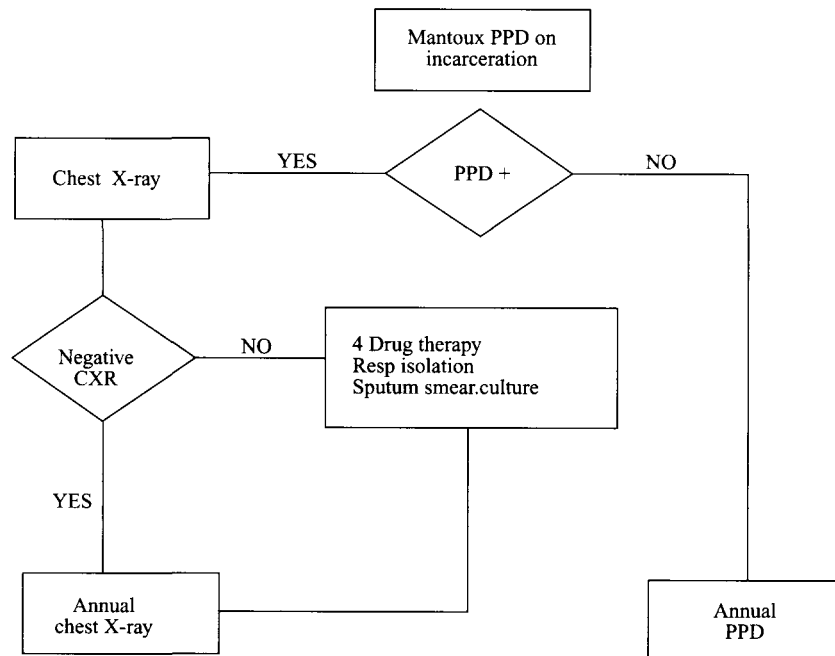 Mantoux PPD on
incarceration
YES
PPD +
NO
Chest X-ray
Negative
CXR
NO
4 Drug therapy
Resp isolation
Sputum smear.culture
YES
Annual
chest X-ray
Annual
PPD